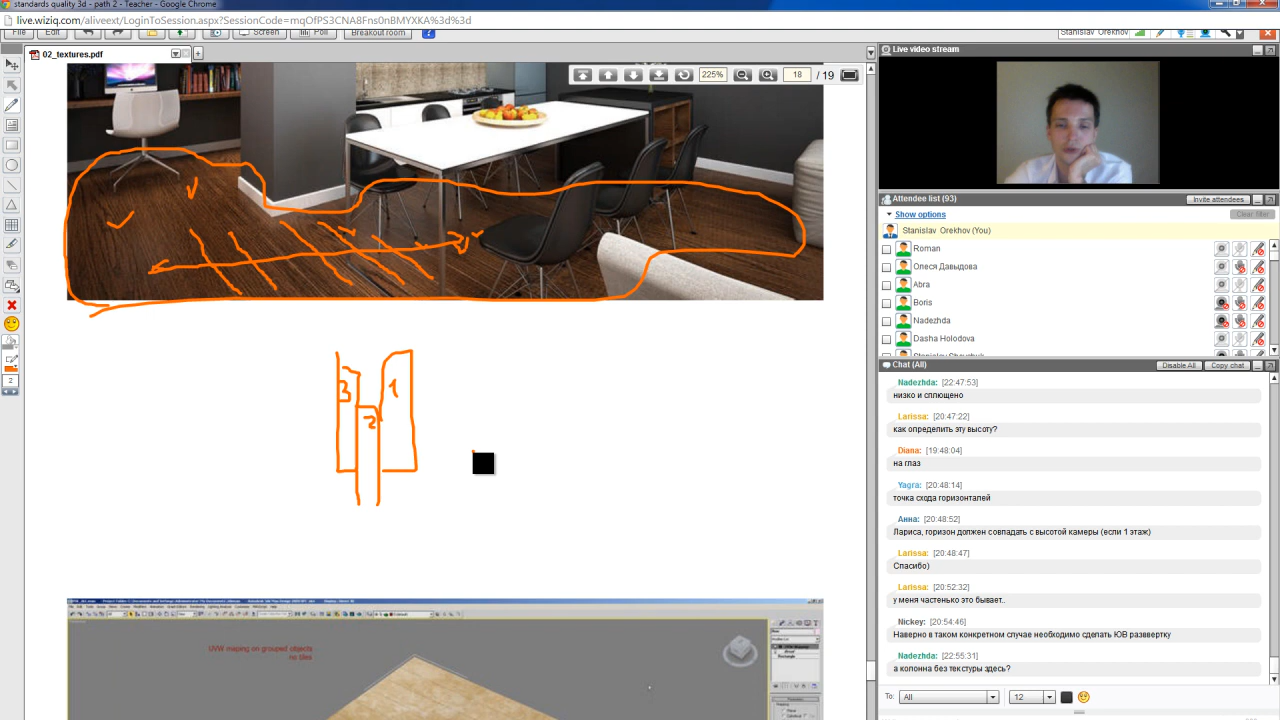 standards quality 3d - path 2 - Teacher - Google Chrome
live.wiziq.com/aliveext/LoginToSession.aspx?SessionCode=mqOfPS3CNA8Fns0nBMYXKA%3d%3d
File Edit Screen Poll Breakout room ? Stanislav Orekhov
02_textures.pdf
225% 18 / 19
3 2 1
2
UVW maping on grouped objects
no tiles
Live video stream
Attendee list (93) Invite attendees
Show options Clear filter
Stanislav Orekhov (You)
Roman
Олеся Давыдова
Abra
Boris
Nadezhda
Dasha Holodova
Chat (All) Disable All Copy chat
Nadezhda: [22:47:53]
низко и сплющено
Larissa: [20:47:22]
как определить эту высоту?
Diana: [19:48:04]
на глаз
Yagra: [20:48:14]
точка схода горизонталей
Анна: [20:48:52]
Лариса, горизон должен совпадать с высотой камеры (если 1 этаж)
Larissa: [20:48:47]
Спасибо)
Larissa: [20:52:32]
у меня частенько это бывает..
Nickey: [20:54:46]
Наверно в таком конкретном случае необходимо сделать ЮВ разввертку
Nadezhda: [22:55:31]
а колонна без текстуры здесь?
To: All 12